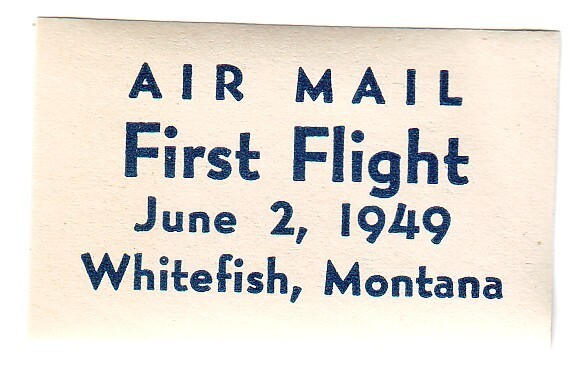 AIR MAIL
First Flight
June 2, 1949
Whitefish, Montana